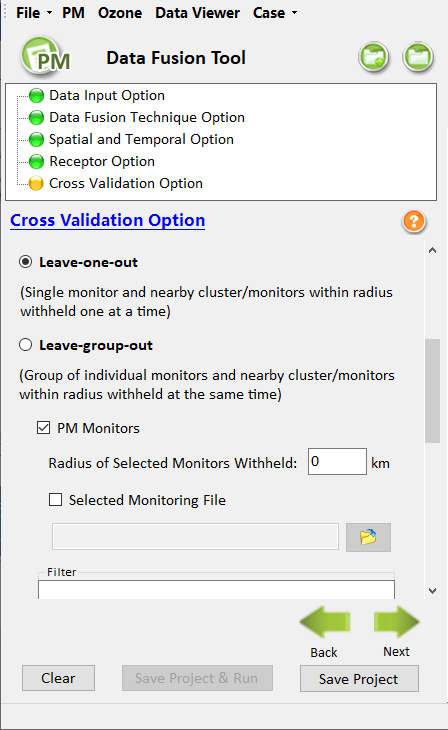 File PM Ozone Data Viewer Case
PM Data Fusion Tool
Data Input Option
Data Fusion Technique Option
Spatial and Temporal Option
Receptor Option
Cross Validation Option
Cross Validation Option ?
Leave-one-out
(Single monitor and nearby cluster/monitors within radius
withheld one at a time)
Leave-group-out
(Group of individual monitors and nearby cluster/monitors
within radius withheld at the same time)
PM Monitors
Radius of Selected Monitors Withheld: 0 km
Selected Monitoring File
Filter
Back Next
Clear Save Project & Run Save Project